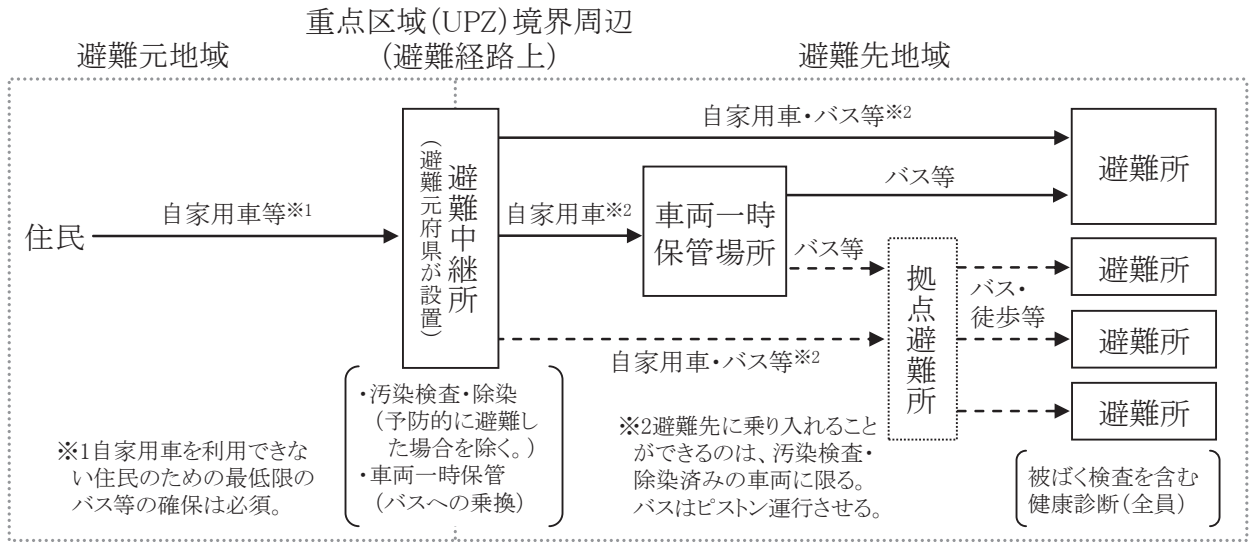 重点区域(UPZ)境界周辺
(避難経路上)
避難元地域
避難先地域
住民
自家用車等※1
避難中継所
(避難元府県が設置)
自家用車・バス等※2
自家用車※2
車両一時
保管場所
バス等
バス等
自家用車・バス等※2
拠点避難所
バス・
徒歩等
避難所
避難所
避難所
避難所
※1自家用車を利用できな
い住民のための最低限の
バス等の確保は必須。
・汚染検査・除染
(予防的に避難し
た場合を除く。)
・車両一時保管
(バスへの乗換)
※2避難先に乗り入れること
ができるのは、汚染検査・
除染済みの車両に限る。
バスはピストン運行させる。
被ばく検査を含む
健康診断(全員)